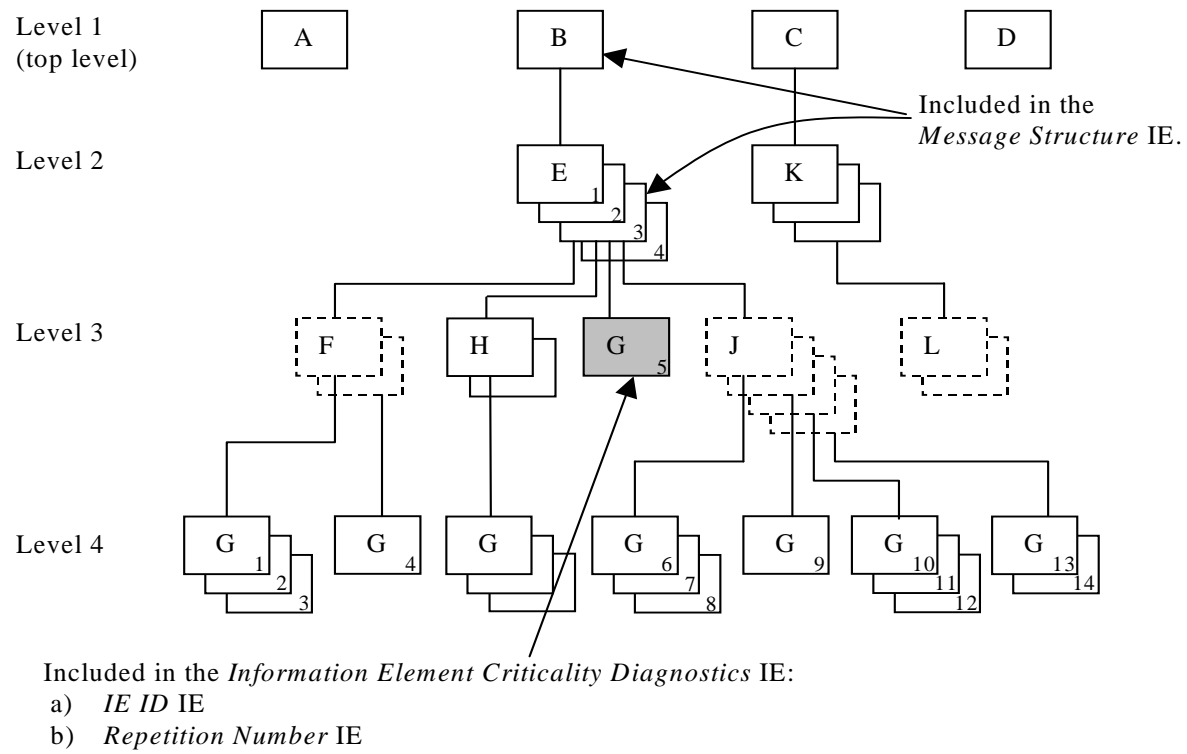 Level 1
(top level)
A
B
C
D
Included in the
Message Structure IE.
Level 2
E
1
2
3
4
K
Level 3
F
H
G
5
J
L
Level 4
G
1
2
3
G
4
G
G
6
7
8
G
9
G
10
11
12
G
13
14
Included in the Information Element Criticality Diagnostics IE:
a) IE ID IE
b) Repetition Number IE